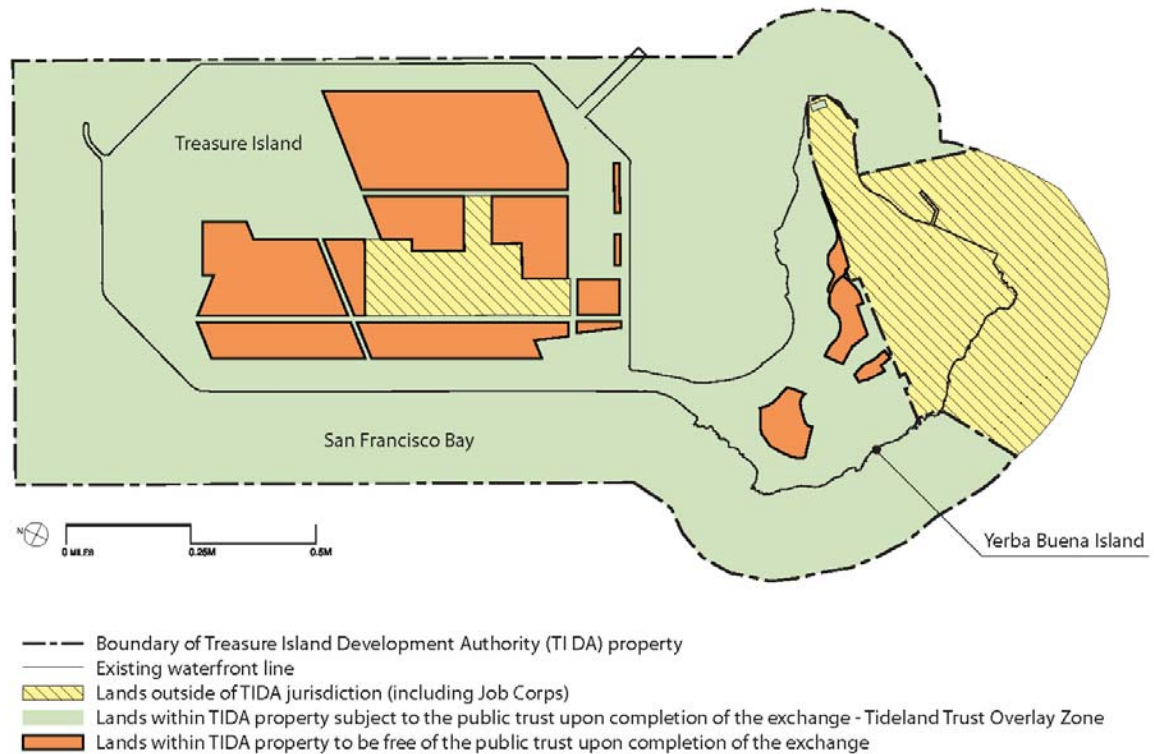 Treasure Island
San Francisco Bay
Yerba Buena Island
N
0 MILES 0.25M 0.5M
Boundary of Treasure Island Development Authority (TI DA) property
Existing waterfront line
Lands outside of TIDA jurisdiction (including Job Corps)
Lands within TIDA property subject to the public trust upon completion of the exchange - Tideland Trust Overlay Zone
Lands within TIDA property to be free of the public trust upon completion of the exchange